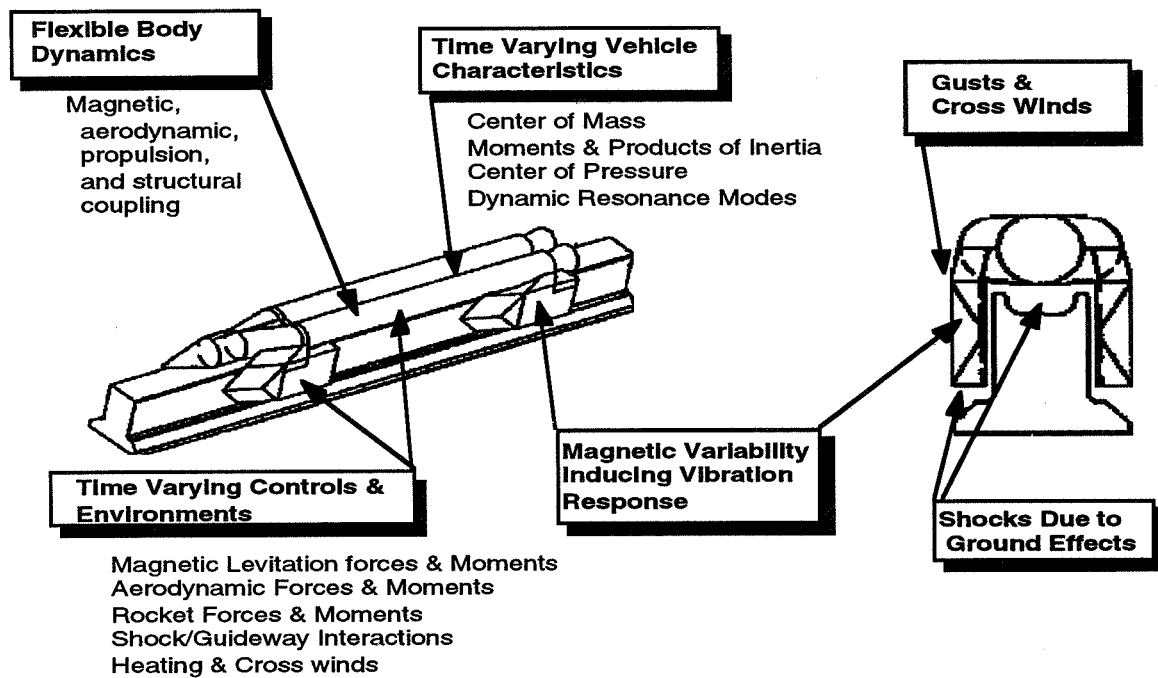 Flexible Body
Dynamics
Magnetic,
aerodynamic,
propulsion,
and structural
coupling
Time Varying Vehicle
Characteristics
Center of Mass
Moments & Products of Inertia
Center of Pressure
Dynamic Resonance Modes
Gusts &
Cross Winds
Time Varying Controls &
Environments
Magnetic Levitation forces & Moments
Aerodynamic Forces & Moments
Rocket Forces & Moments
Shock/Guideway Interactions
Heating & Cross winds
Magnetic Variability
Inducing Vibration
Response
Shocks Due to
Ground Effects